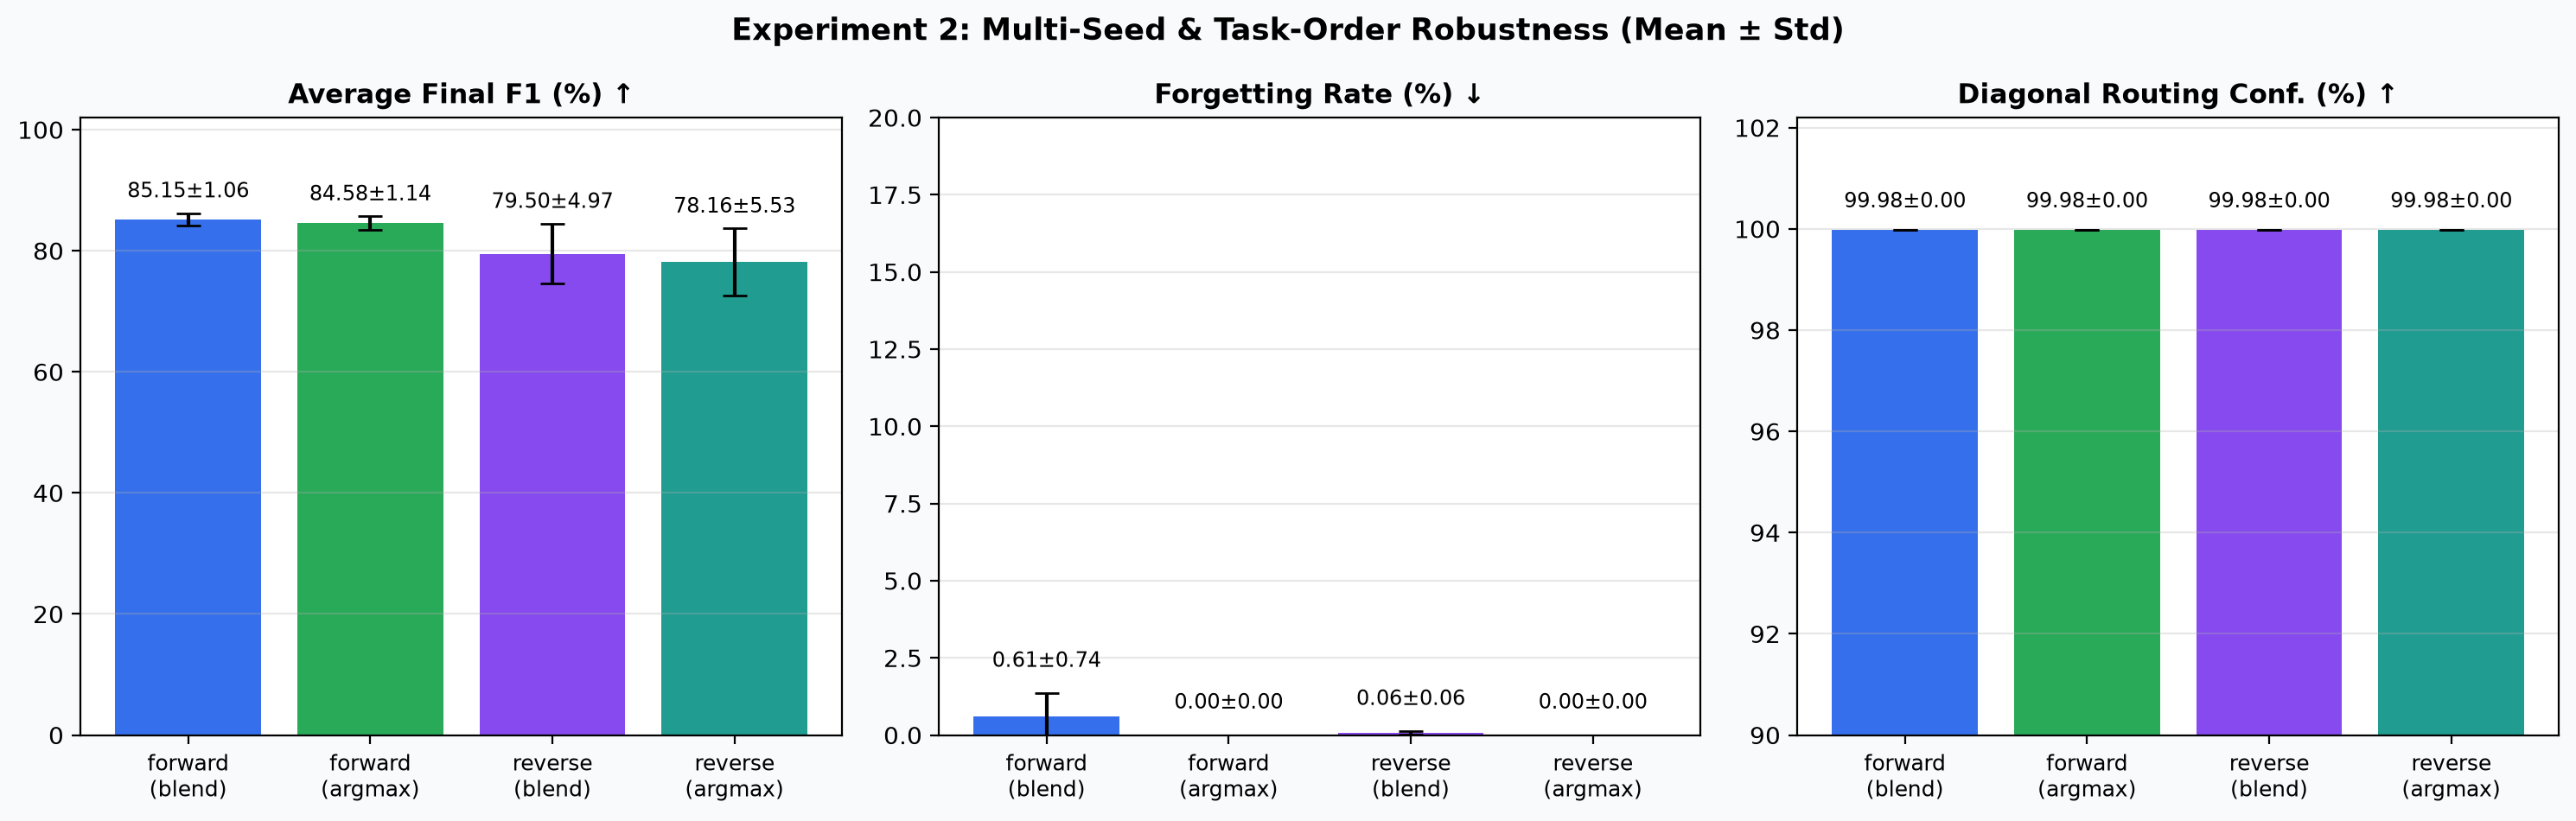 Experiment 2: Multi-Seed & Task-Order Robustness (Mean ± Std)
Average Final F1 (%) ↑
100
80
60
40
20
0
85.15±1.06
84.58±1.14
79.50±4.97
78.16±5.53
forward
(blend)
forward
(argmax)
reverse
(blend)
reverse
(argmax)
Forgetting Rate (%) ↓
20.0
17.5
15.0
12.5
10.0
7.5
5.0
2.5
0.0
0.61±0.74
0.00±0.00
0.06±0.06
0.00±0.00
forward
(blend)
forward
(argmax)
reverse
(blend)
reverse
(argmax)
Diagonal Routing Conf. (%) ↑
102
100
98
96
94
92
90
99.98±0.00
99.98±0.00
99.98±0.00
99.98±0.00
forward
(blend)
forward
(argmax)
reverse
(blend)
reverse
(argmax)